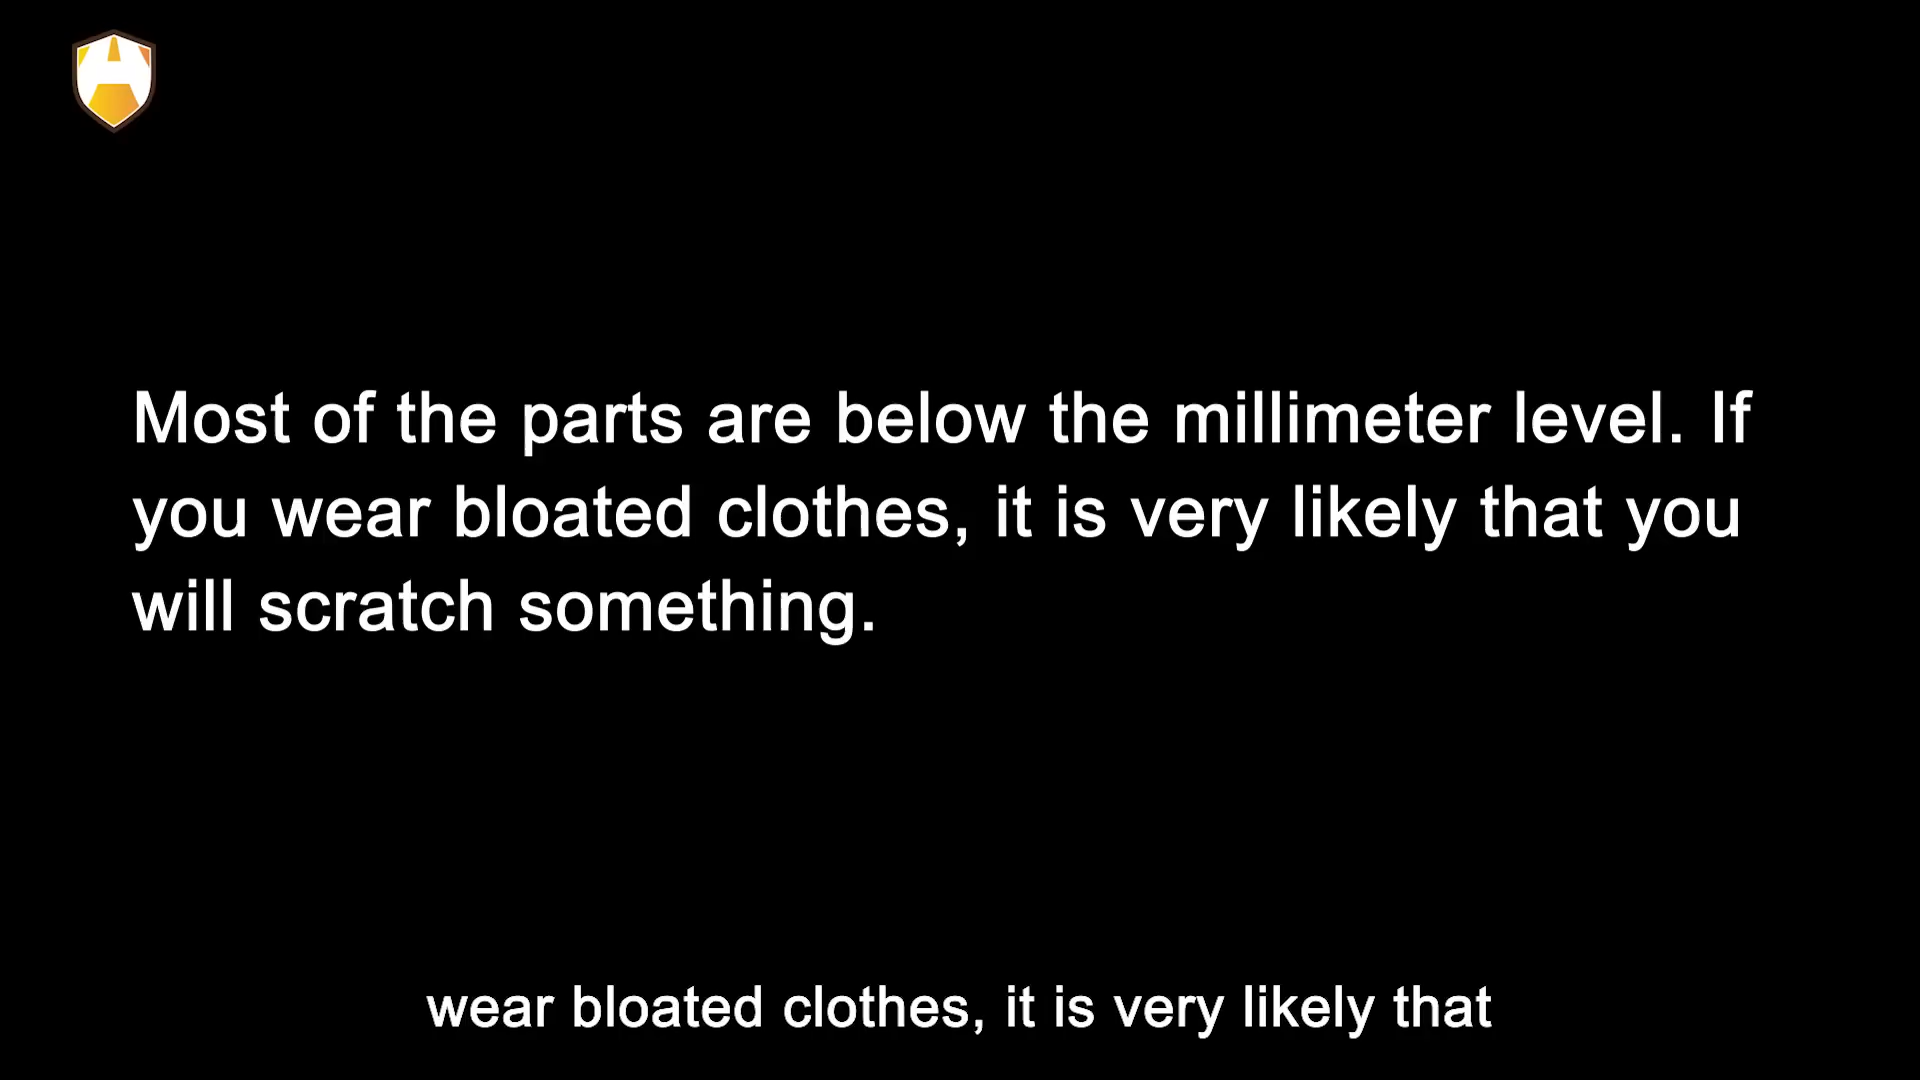 Most of the parts are below the millimeter level. If
you wear bloated clothes, it is very likely that you
will scratch something.
wear bloated clothes, it is very likely that